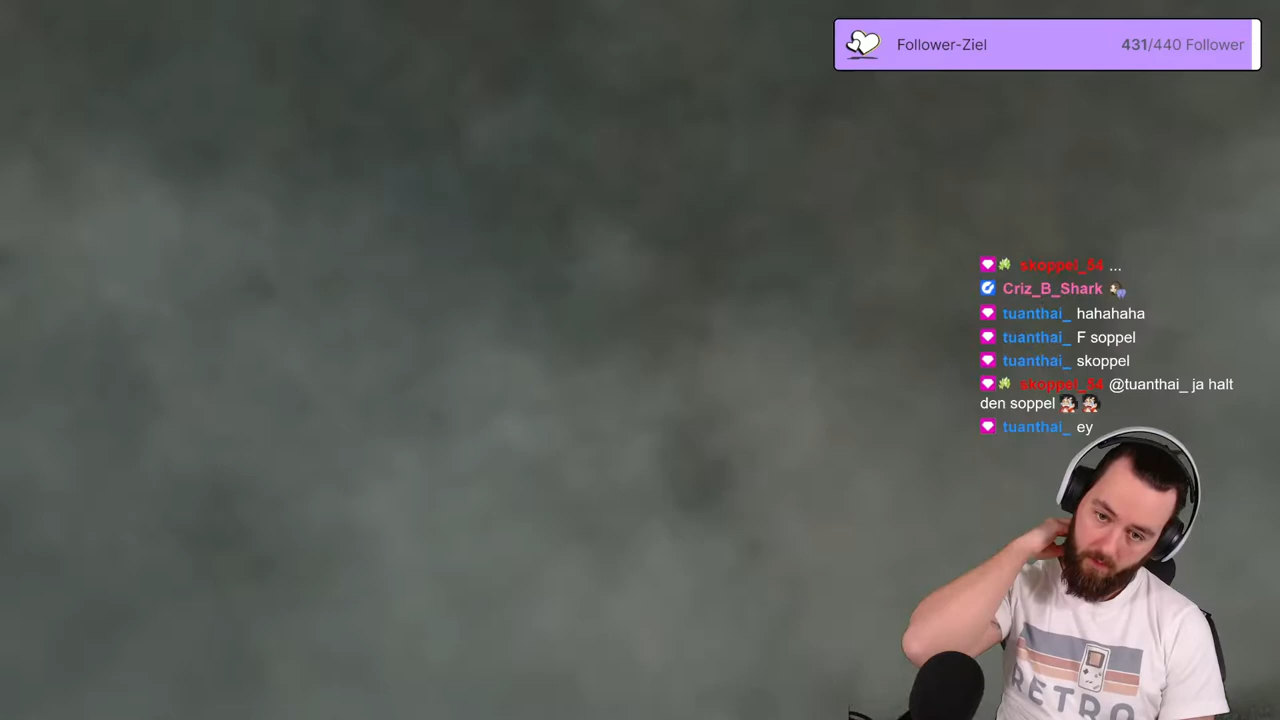 Follower-Ziel 431/440 Follower
skoppel_54 ...
Criz_B_Shark
tuanthai_ hahahaha
tuanthai_ F soppel
tuanthai_ skoppel
skoppel_54 @tuanthai_ ja halt
den soppel
tuanthai_ ey
RETRO